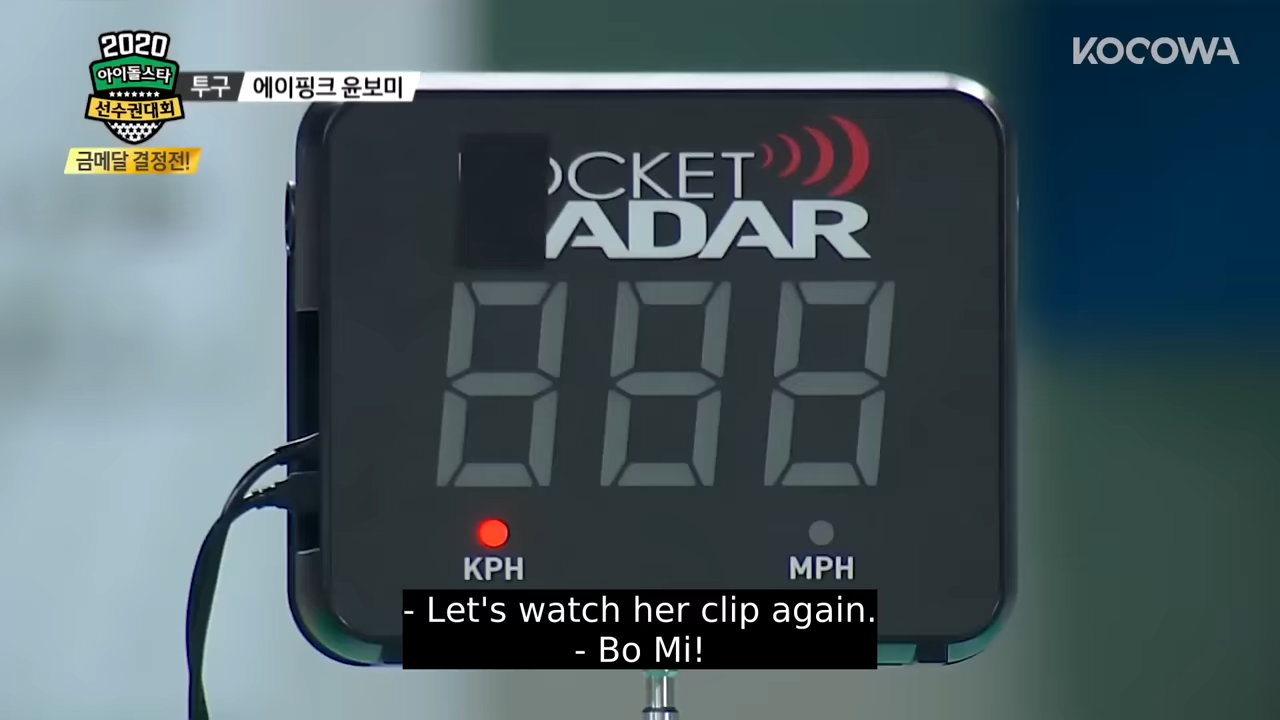 2020
아이돌스타
선수권대회
금메달 결정전!
투구 에이핑크 윤보미
KOCOWA
OCKET
ADAR
KPH
MPH
- Let's watch her clip again.
- Bo Mi!